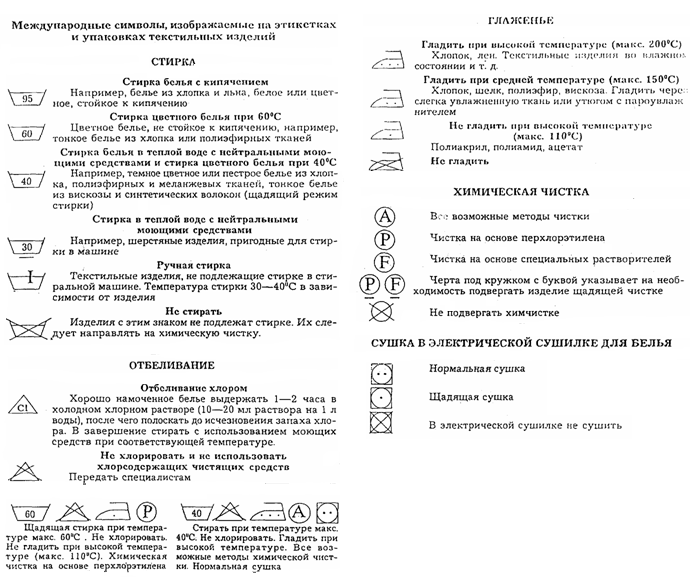 Международные символы, изображаемые на этикетках
и упаковках текстильных изделий
СТИРКА
Стирка белья с кипячением
95
Например, белье из хлопка и льна, белое или цвет-
ное, стойкое к кипячению
Стирка цветного белья при 60°С
60
Цветное белье, не стойкое к кипячению, например,
тонкое белье из хлопка или полиэфирных тканей
Стирка белья в теплой воде с нейтральными мою-
щими средствами и стирка цветного белья при 40°С
40
Например, темное цветное или пестрое белье из хлоп-
ка, полиэфирных и меланжевых тканей, тонкое белье
из вискозы и синтетических волокон (щадящий режим
стирки)
Стирка в теплой воде с нейтральными
моющими средствами
30
Например, шерстяные изделия, пригодные для стир-
ки в машине
Ручная стирка
Текстильные изделия, не подлежащие стирке в сти-
ральной машине. Температура стирки 30—40°С в зави-
симости от изделия
Не стирать
Изделия с этим знаком не подлежат стирке. Их сле-
дует направлять на химическую чистку.
ОТБЕЛИВАНИЕ
Отбеливание хлором
Cl
Хорошо намоченное белье выдержать 1—2 часа в
холодном хлорном растворе (10—20 мл раствора на 1 л
воды), после чего полоскать до исчезновения запаха хло-
ра. В завершение стирать с использованием моющих
средств при соответствующей температуре.
Не хлорировать и не использовать
хлорсодержащих чистящих средств
Передать специалистам
60 P
Щадящая стирка при темпера-
туре макс. 60°С . Не хлорировать.
Не гладить при высокой темпера-
туре (макс. 110°С). Химическая
чистка на основе перхлорэтилена
40 A
Стирать при температуре макс.
40°С. Не хлорировать. Гладить при
высокой температуре. Все воз-
можные методы химической чист-
ки. Нормальная сушка
ГЛАЖЕНЬЕ
Гладить при высокой температуре (макс. 200°С)
Хлопок, лен. Текстильные изделия во влажно
состоянии и т. д.
Гладить при средней температуре (макс. 150°С)
Хлопок, шелк, полиэфир, вискоза. Гладить чере
слегка увлажненную ткань или утюгом с пароувлаж
нителем
Не гладить при высокой температуре
(макс. 110°С)
Полиакрил, полиамид, ацетат
Не гладить
ХИМИЧЕСКАЯ ЧИСТКА
A Все возможные методы чистки
P Чистка на основе перхлорэтилена
F Чистка на основе специальных растворителей
P F Черта под кружком с буквой указывает на необ-
ходимость подвергать изделие щадящей чистке
Не подвергать химчистке
СУШКА В ЭЛЕКТРИЧЕСКОЙ СУШИЛКЕ ДЛЯ БЕЛЬЯ
Нормальная сушка
Щадящая сушка
В электрической сушилке не сушить